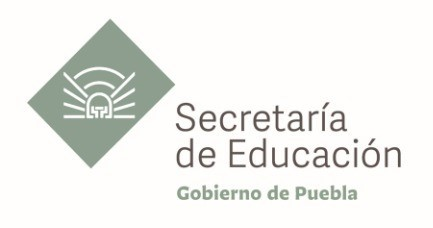 Secretaría
de Educación
Gobierno de Puebla